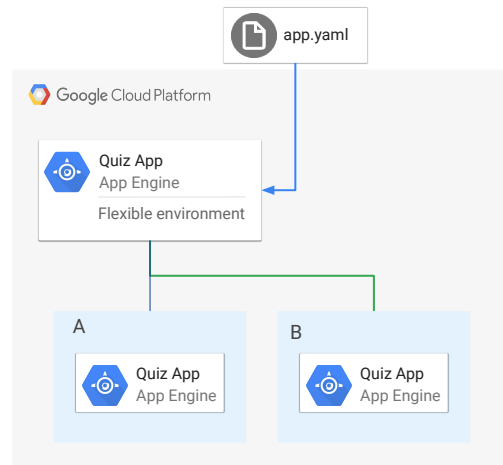 app.yaml
Google Cloud Platform
Quiz App
App Engine
Flexible environment
A
Quiz App
App Engine
B
Quiz App
App Engine